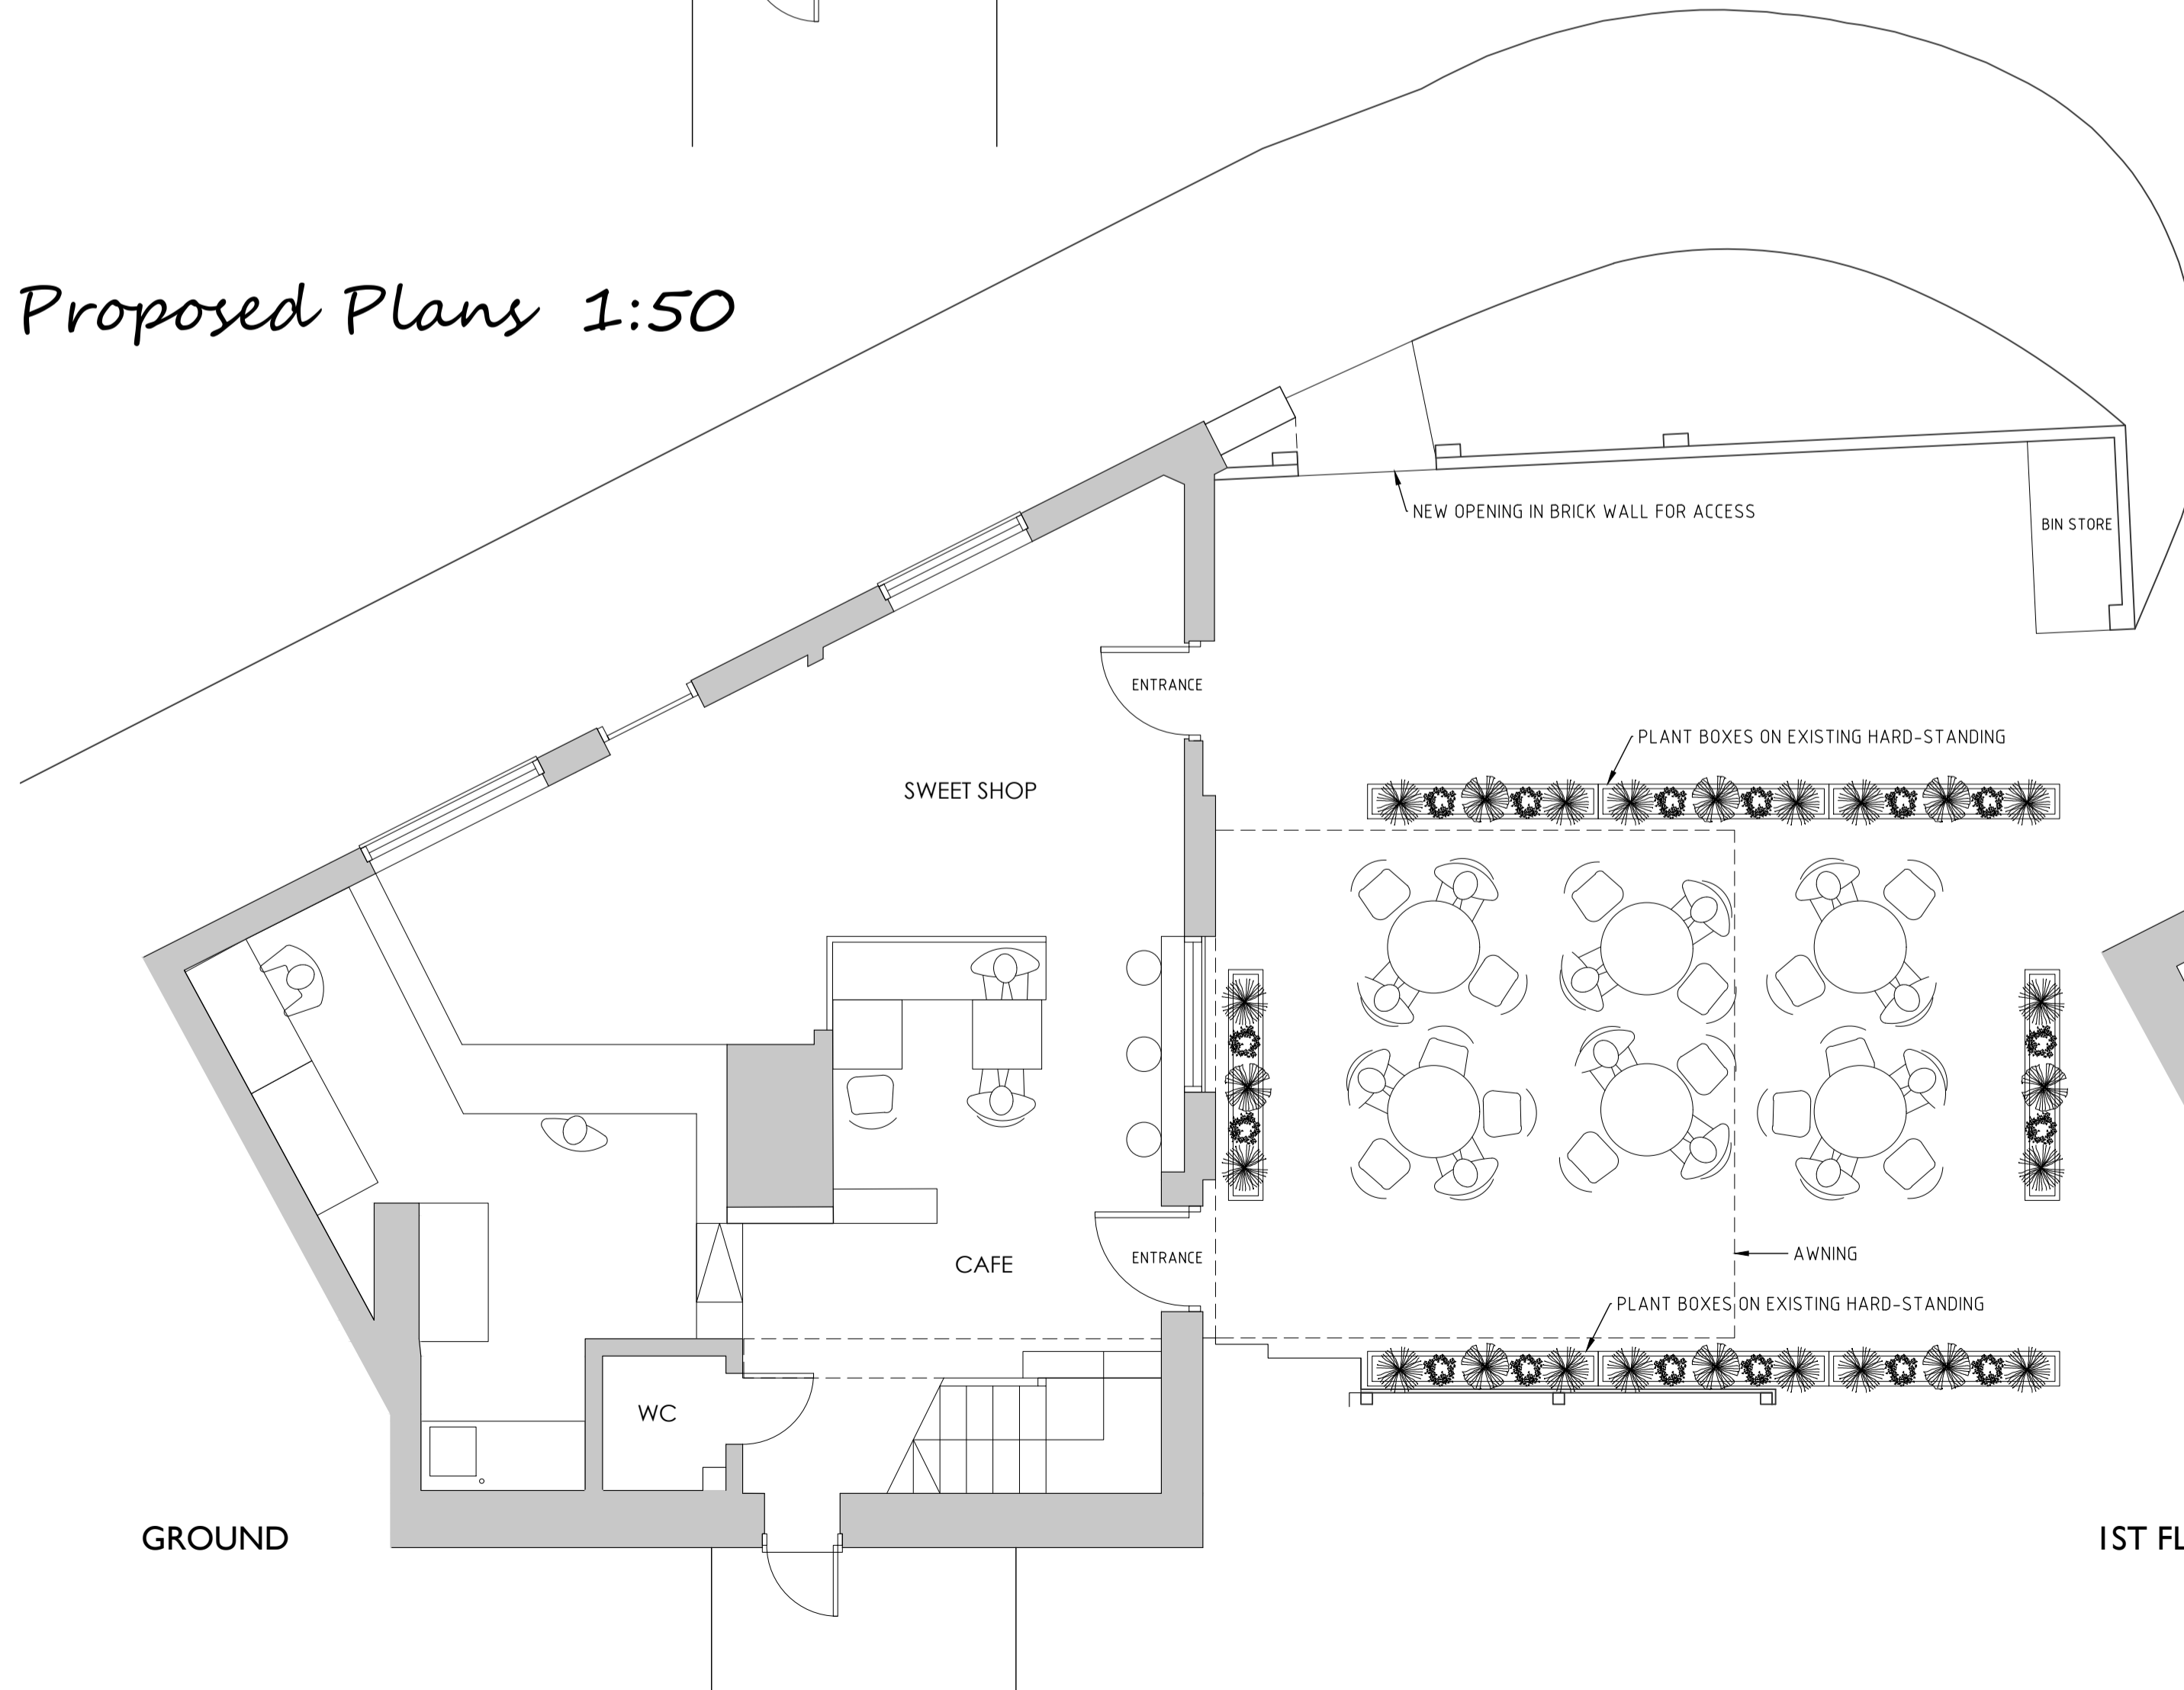 Proposed Plans 1:50
NEW OPENING IN BRICK WALL FOR ACCESS
BIN STORE
ENTRANCE
PLANT BOXES ON EXISTING HARD-STANDING
SWEET SHOP
AWNING
CAFE
ENTRANCE
PLANT BOXES ON EXISTING HARD-STANDING
WC
GROUND
1ST FL